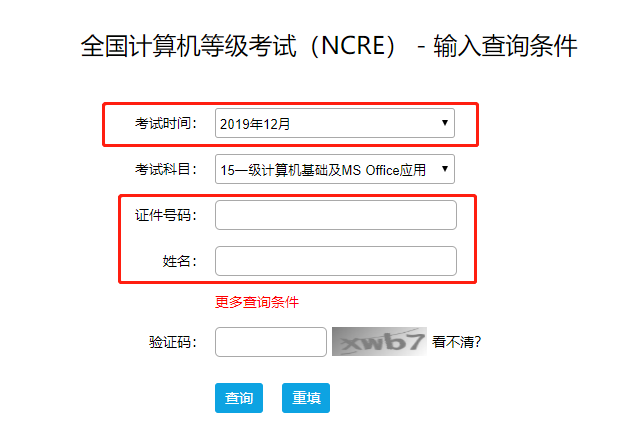 全国计算机等级考试（NCRE） - 输入查询条件
考试时间： 2019年12月
考试科目： 15一级计算机基础及MS Office应用
证件号码：
姓名：
更多查询条件
验证码： xwb7 看不清?
查询 重填